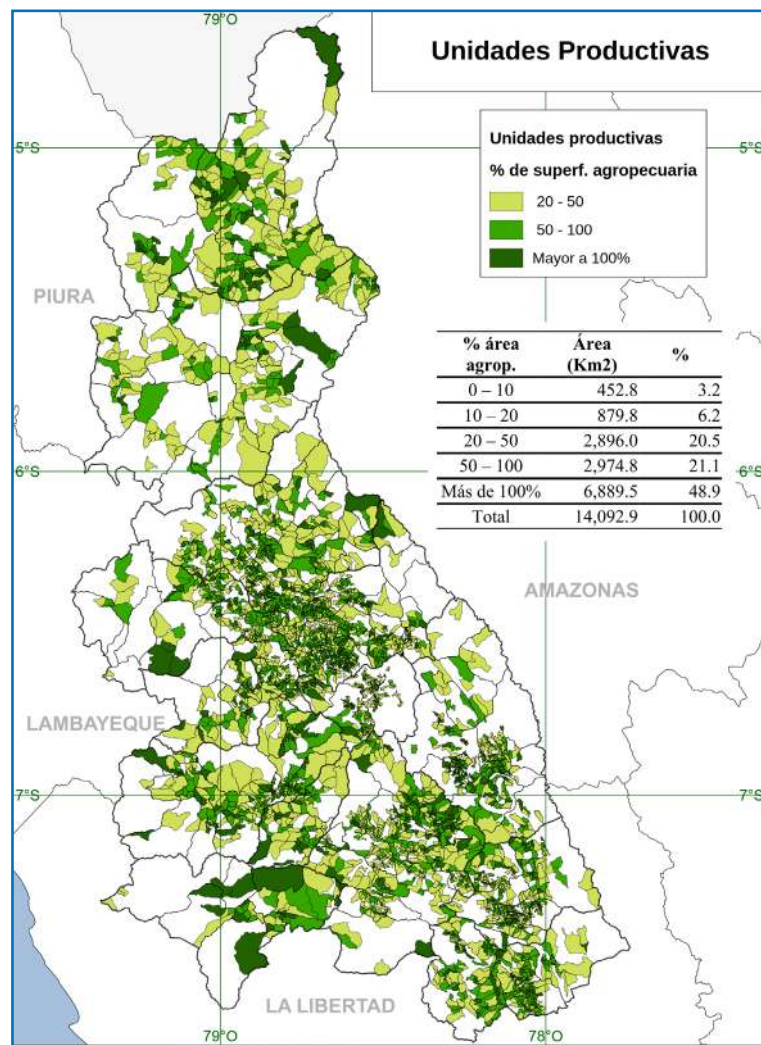 79°O
Unidades Productivas
5°S
5°S
Unidades productivas
% de superf. agropecuaria
20 - 50
50 - 100
Mayor a 100%
PIURA
% área agrop. Área (Km2) %
0 – 10 452.8 3.2
10 – 20 879.8 6.2
20 – 50 2,896.0 20.5
50 – 100 2,974.8 21.1
Más de 100% 6,889.5 48.9
Total 14,092.9 100.0
6°S
6°S
AMAZONAS
LAMBAYEQUE
7°S
7°S
LA LIBERTAD
79°O
78°O